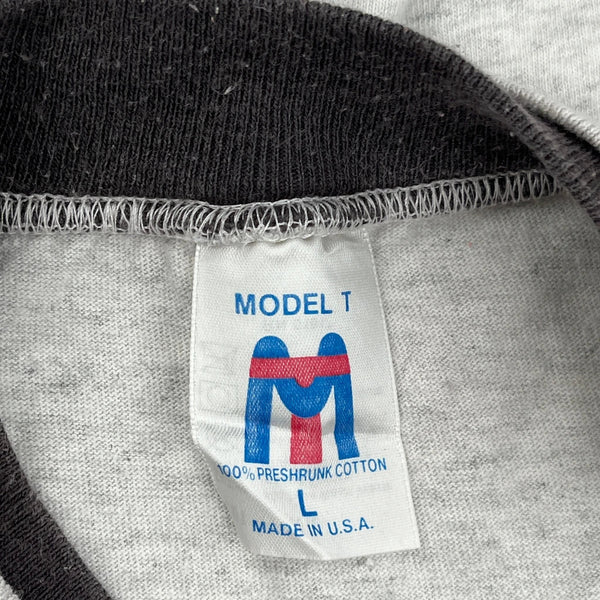 MODEL T
100% PRESHRUNK COTTON
L
MADE IN U.S.A.